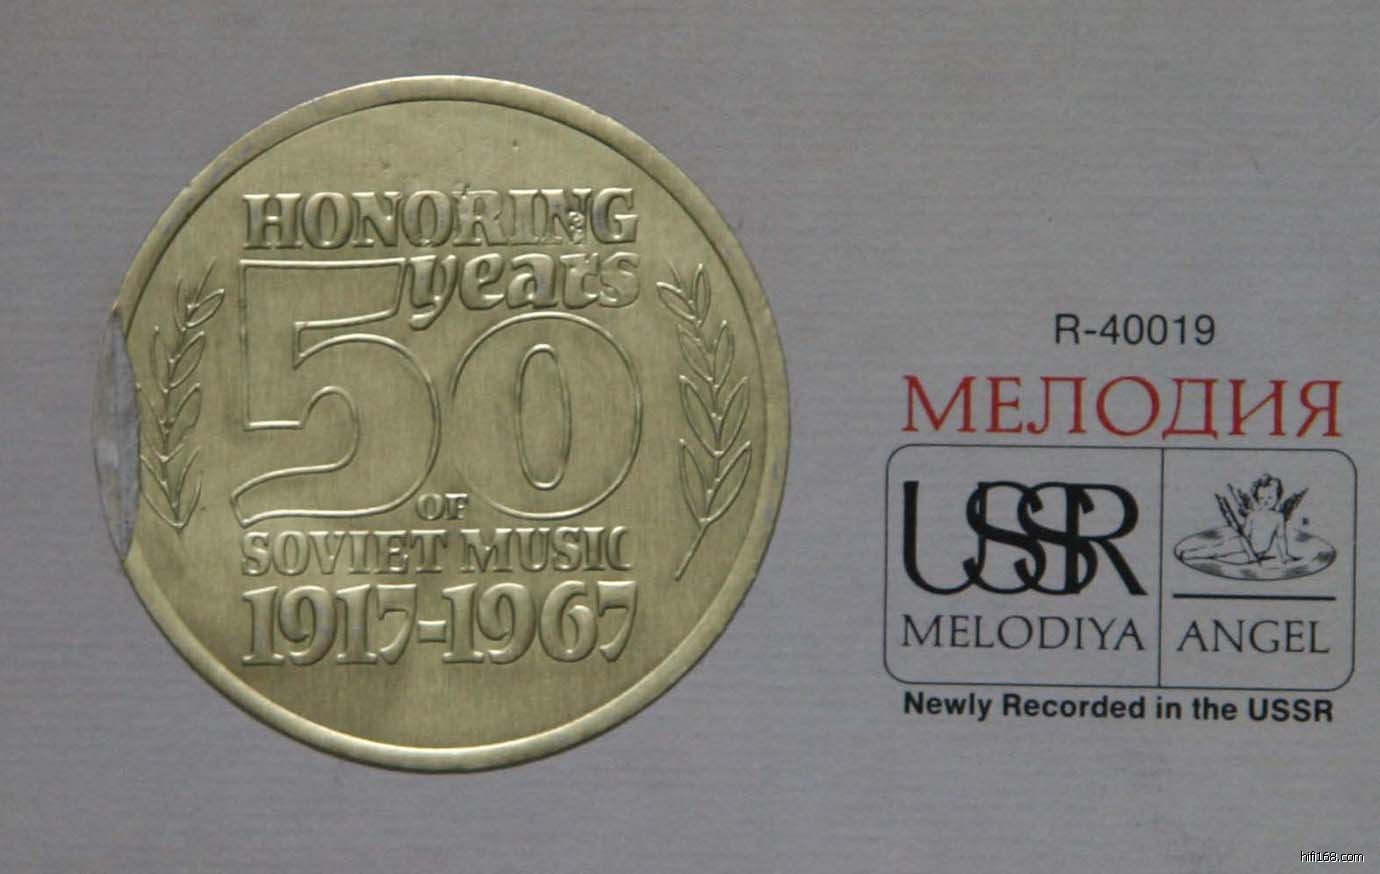 HONORING
years
50
OF
SOVIET MUSIC
1917-1967
R-40019
МЕЛОДИЯ
USSR
MELODIYA
ANGEL
Newly Recorded in the USSR
hifi168.com